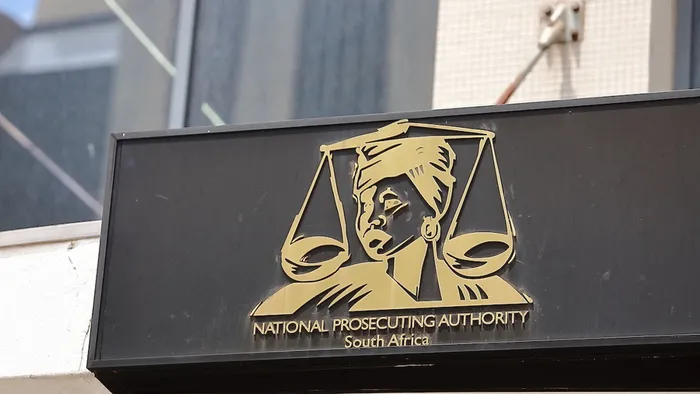 NATIONAL PROSECUTING AUTHORITY
South Africa